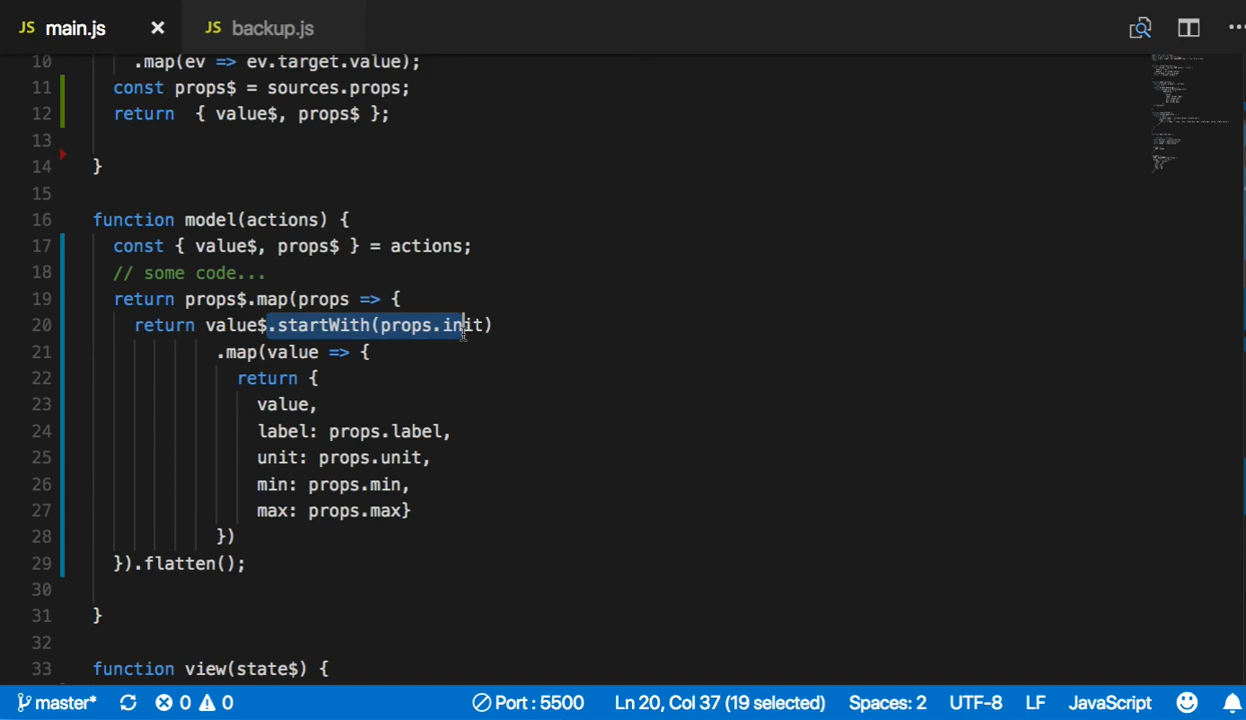 JS main.js × JS backup.js
10 .map(ev => ev.target.value);
11 const props$ = sources.props;
12 return { value$, props$ };
13
14 }
15
16 function model(actions) {
17 const { value$, props$ } = actions;
18 // some code...
19 return props$.map(props => {
20 return value$.startWith(props.init)
21 .map(value => {
22 return {
23 value,
24 label: props.label,
25 unit: props.unit,
26 min: props.min,
27 max: props.max}
28 })
29 }).flatten();
30
31 }
32
33 function view(state$) {
master* 0 0 Port : 5500 Ln 20, Col 37 (19 selected) Spaces: 2 UTF-8 LF JavaScript